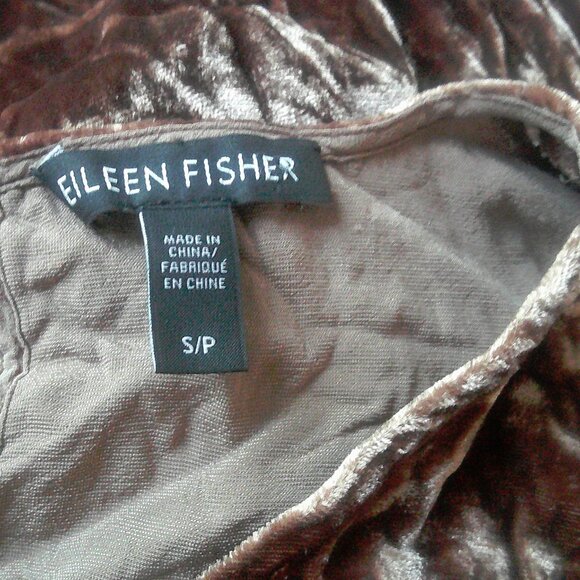 EILEEN FISHER
MADE IN
CHINA/
FABRIQUÉ
EN CHINE
S/P